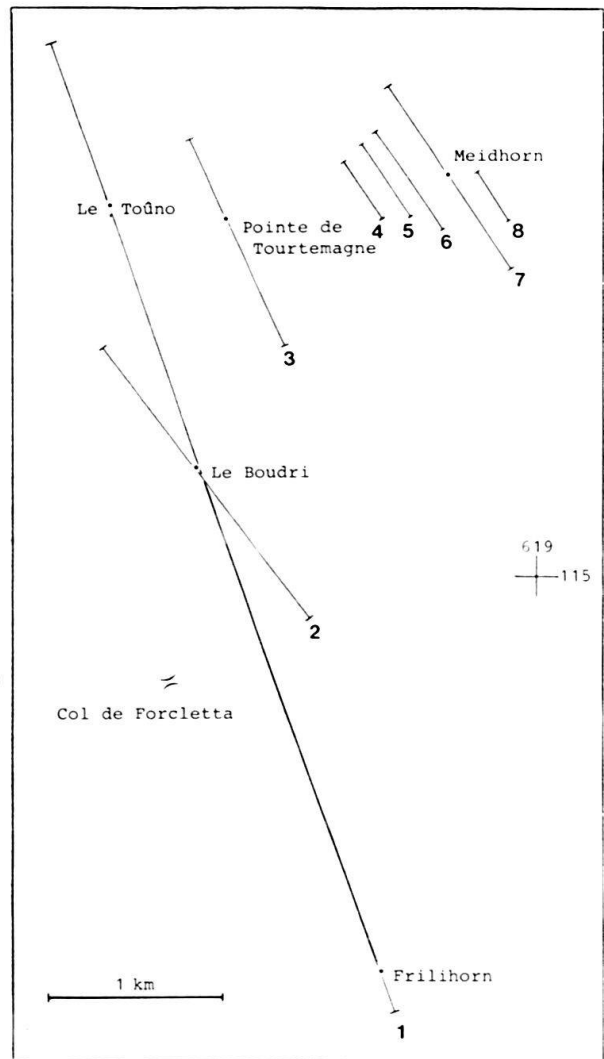 Meidhorn
Le Toûno
Pointe de
Tourtemagne
4
5
6
8
7
3
Le Boudri
619
115
2
Col de Forcletta
1 km
Frilihorn
1